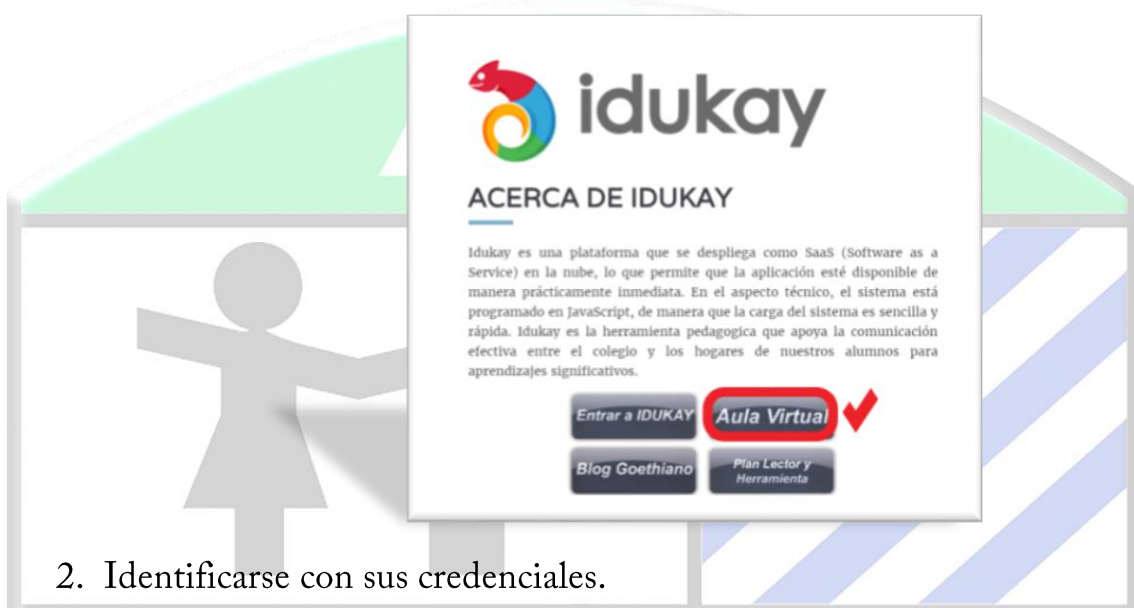 idukay
ACERCA DE IDUKAY
Idukay es una plataforma que se despliega como SaaS (Software as a
Service) en la nube, lo que permite que la aplicación esté disponible de
manera prácticamente inmediata. En el aspecto técnico, el sistema está
programado en JavaScript, de manera que la carga del sistema es sencilla y
rápida. Idukay es la herramienta pedagogica que apoya la comunicación
efectiva entre el colegio y los hogares de nuestros alumnos para
aprendizajes significativos.
Entrar a IDUKAY
Aula Virtual
Blog Goethiano
Plan Lector y
Herramienta
2. Identificarse con sus credenciales.